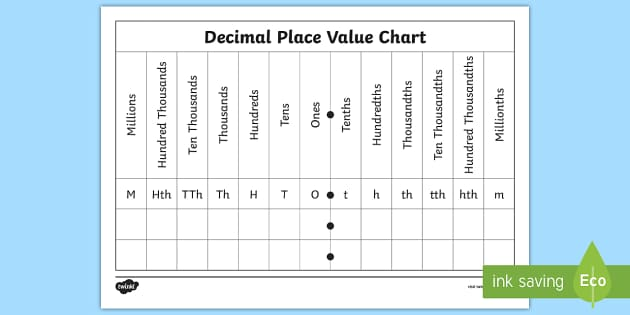 Decimal Place Value Chart
Millions Hundred Thousands Ten Thousands Thousands Hundreds Tens Ones Tenths Hundredths Thousandths Ten Thousandths Hundred Thousandths Millionths
M Hth TTh Th H T O t h th tth hth m
twinkl
ink saving Eco